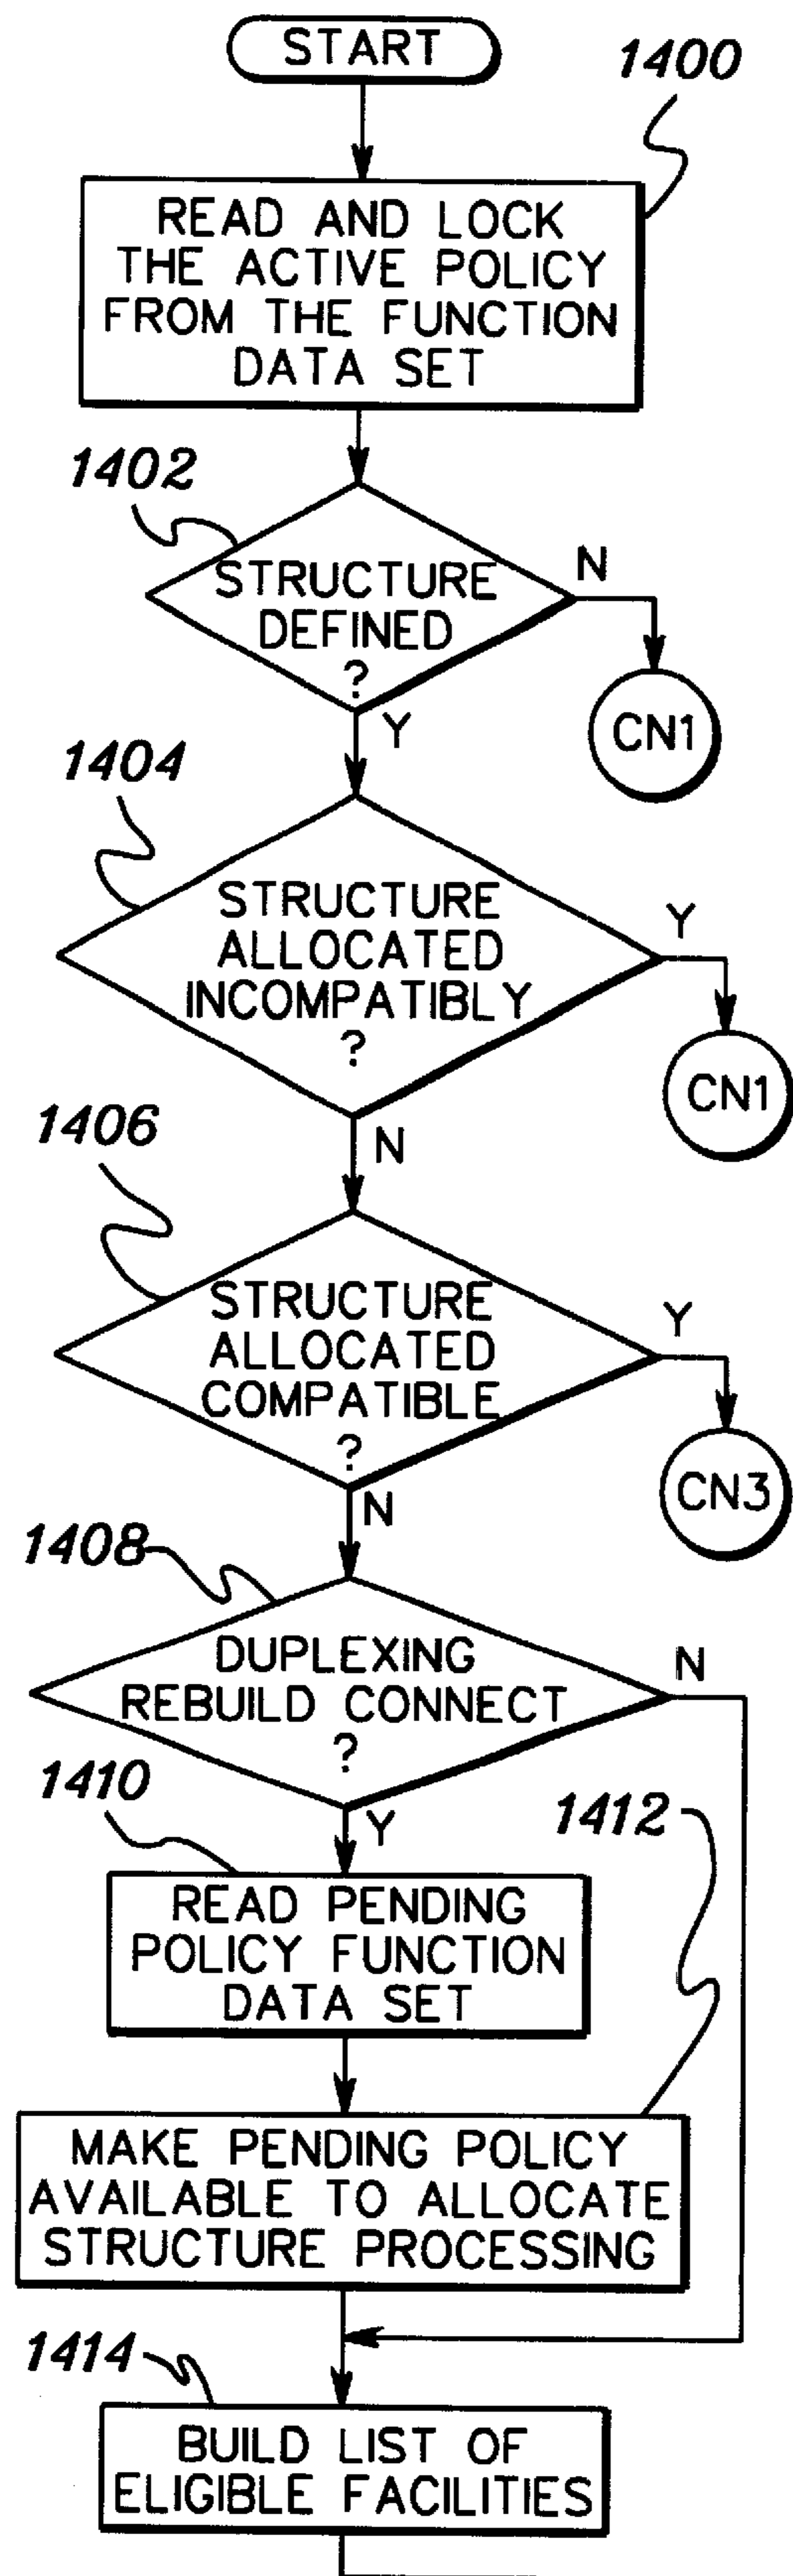 START
1400
READ AND LOCK
THE ACTIVE POLICY
FROM THE FUNCTION
DATA SET
1402
STRUCTURE
DEFINED
?
N
CN1
Y
1404
STRUCTURE
ALLOCATED
INCOMPATIBLY
?
Y
CN1
N
1406
STRUCTURE
ALLOCATED
COMPATIBLE
?
Y
CN3
N
1408
DUPLEXING
REBUILD CONNECT
?
N
Y
1410
READ PENDING
POLICY FUNCTION
DATA SET
1412
MAKE PENDING POLICY
AVAILABLE TO ALLOCATE
STRUCTURE PROCESSING
1414
BUILD LIST OF
ELIGIBLE FACILITIES